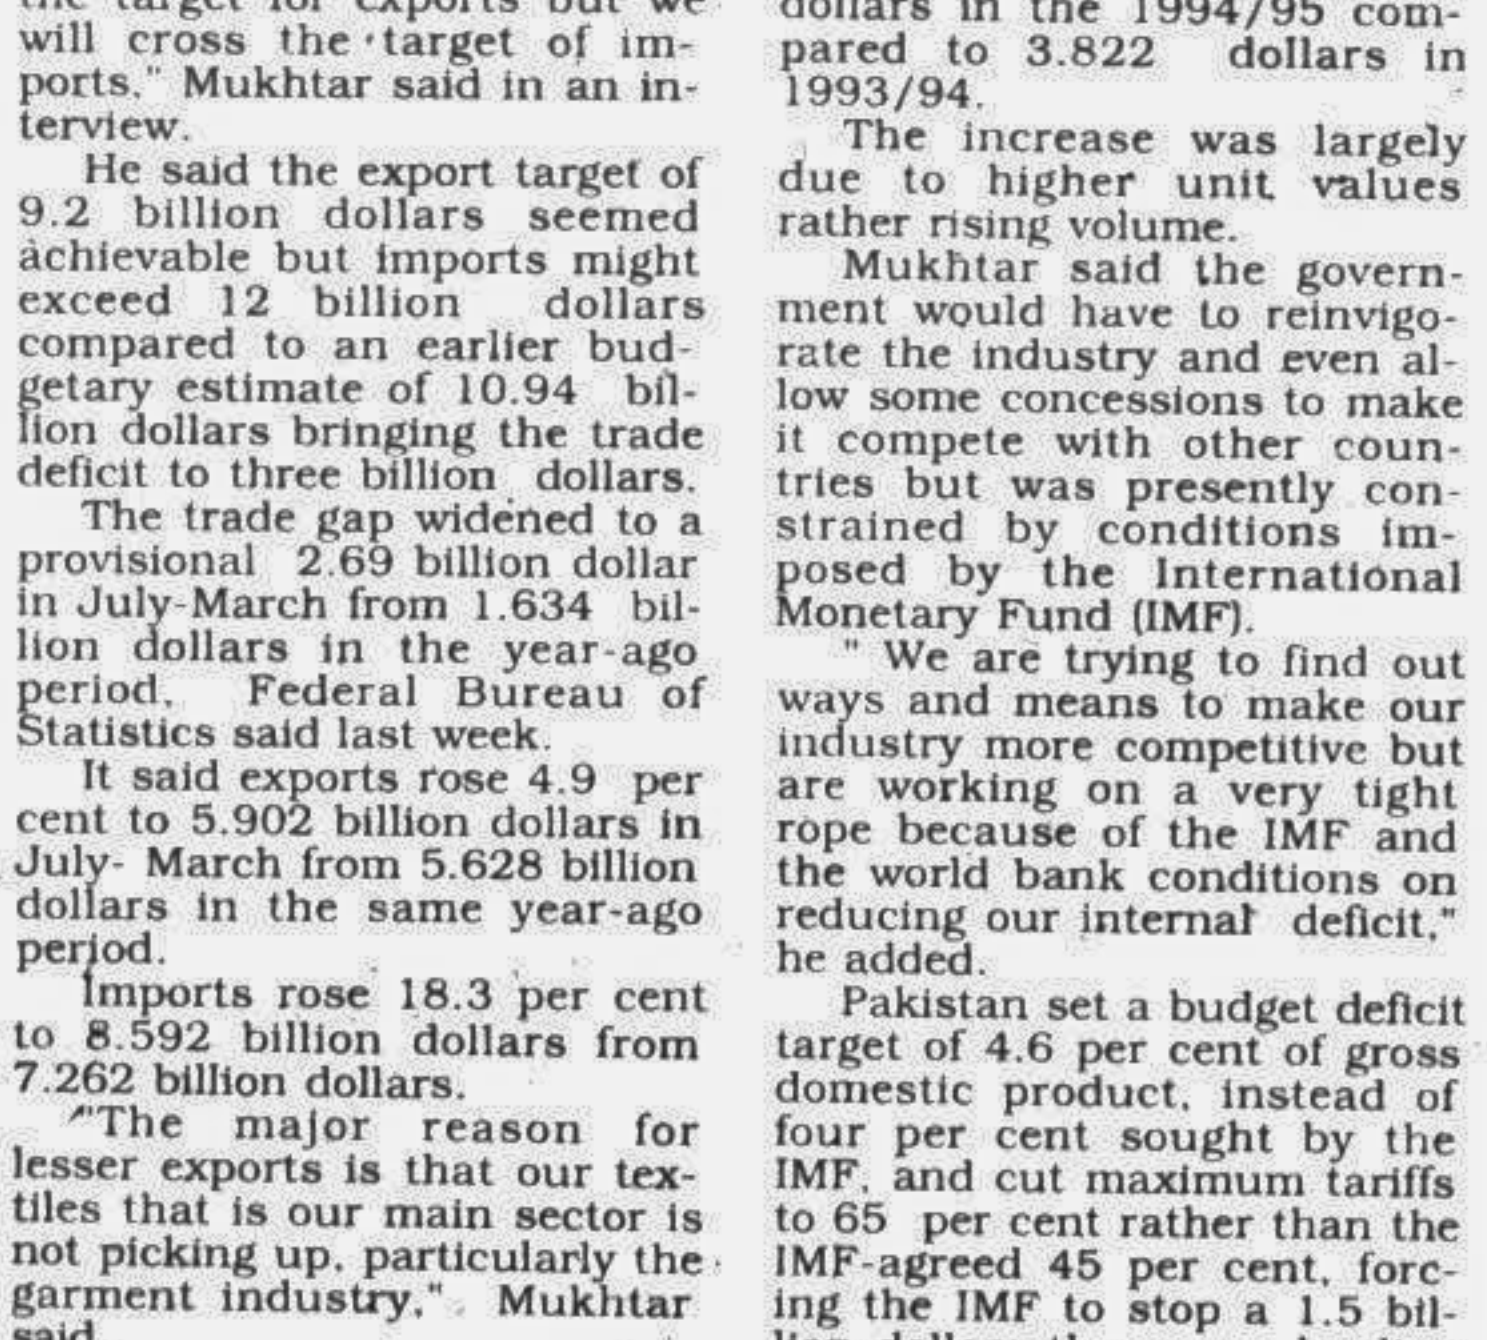 the target for exports but we
will cross the target of im-
ports," Mukhtar said in an in-
terview.
He said the export target of
9.2 billion dollars seemed
achievable but imports might
exceed 12 billion dollars
compared to an earlier bud-
getary estimate of 10.94 bil-
lion dollars bringing the trade
deficit to three billion dollars.
The trade gap widened to a
provisional 2.69 billion dollar
in July-March from 1.634 bil-
lion dollars in the year-ago
period, Federal Bureau of
Statistics said last week.
It said exports rose 4.9 per
cent to 5.902 billion dollars in
July- March from 5.628 billion
dollars in the same year-ago
period.
Imports rose 18.3 per cent
to 8.592 billion dollars from
7.262 billion dollars.
"The major reason for
lesser exports is that our tex-
tiles that is our main sector is
not picking up, particularly the
garment industry," Mukhtar
said
dollars in the 1994/95 com-
pared to 3.822 dollars in
1993/94.
The increase was largely
due to higher unit values
rather rising volume.
Mukhtar said the govern-
ment would have to reinvigo-
rate the industry and even al-
low some concessions to make
it compete with other coun-
tries but was presently con-
strained by conditions im-
posed by the International
Monetary Fund (IMF).
" We are trying to find out
ways and means to make our
industry more competitive but
are working on a very tight
rope because of the IMF and
the world bank conditions on
reducing our internal deficit,"
he added.
Pakistan set a budget deficit
target of 4.6 per cent of gross
domestic product, instead of
four per cent sought by the
IMF, and cut maximum tariffs
to 65 per cent rather than the
IMF-agreed 45 per cent, forc-
ing the IMF to stop a 1.5 bil-